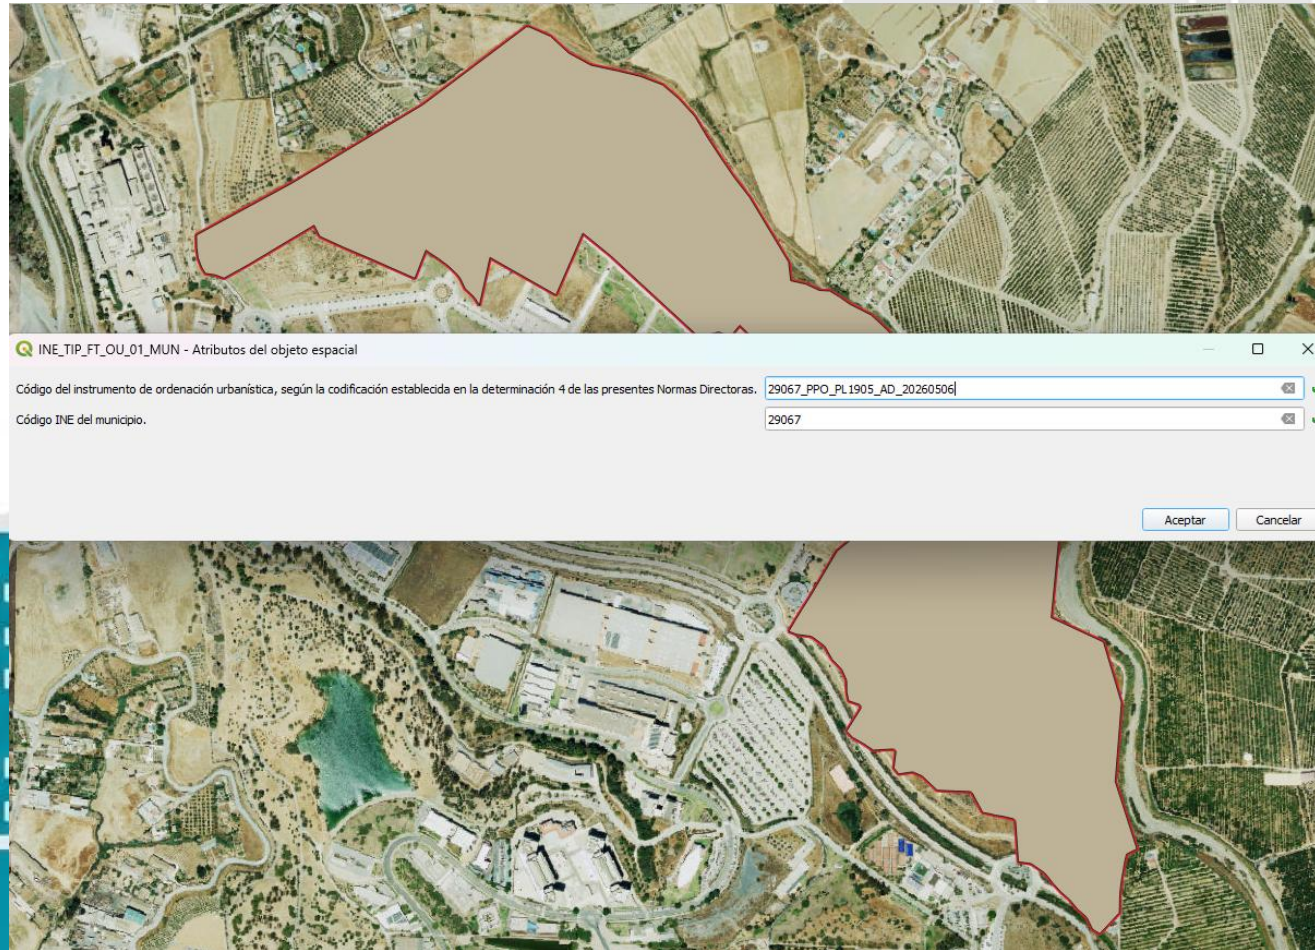 INE_TIP_FT_OU_01_MUN - Atributos del objeto espacial
Código del instrumento de ordenación urbanística, según la codificación establecida en la determinación 4 de las presentes Normas Directoras. 29067_PPO_PL1905_AD_20260506
Código INE del municipio. 29067
Aceptar Cancelar